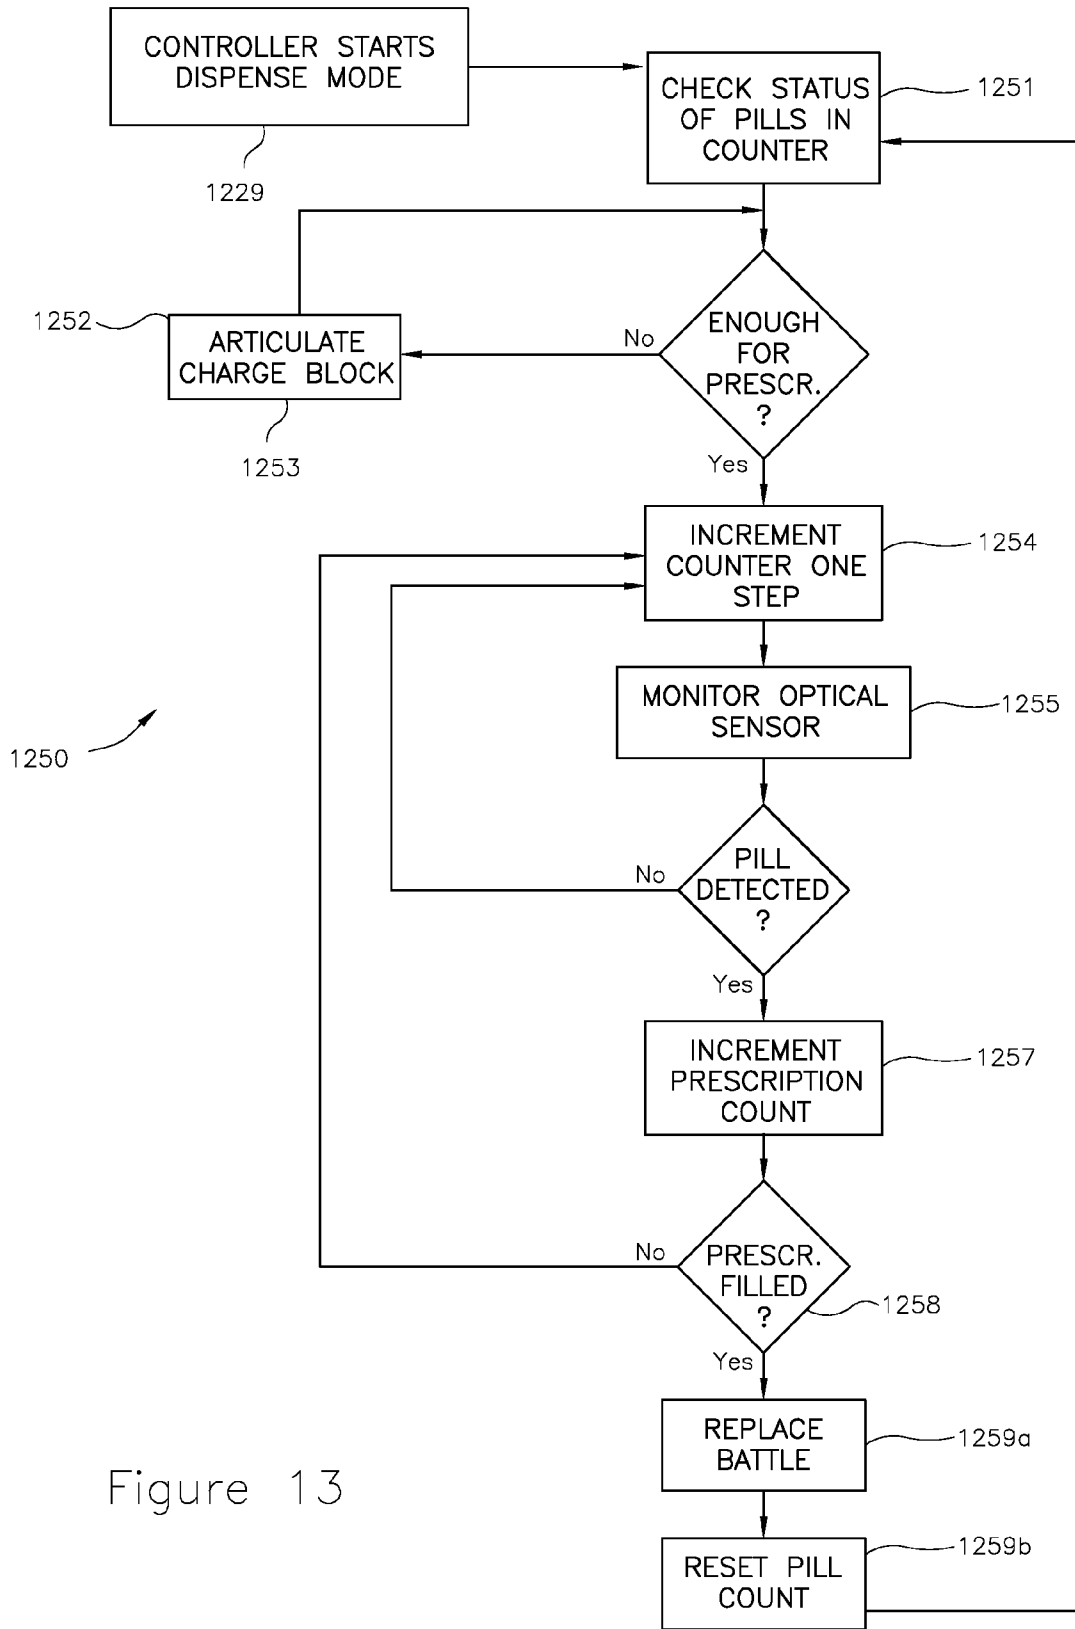 CONTROLLER STARTS
DISPENSE MODE
1229
CHECK STATUS
OF PILLS IN
COUNTER
1251
1252
ARTICULATE
CHARGE BLOCK
1253
No
ENOUGH
FOR
PRESCR.
?
Yes
INCREMENT
COUNTER ONE
STEP
1254
MONITOR OPTICAL
SENSOR
1255
1250
No
PILL
DETECTED
?
Yes
INCREMENT
PRESCRIPTION
COUNT
1257
No
PRESCR.
FILLED
?
1258
Yes
REPLACE
BATTLE
1259a
RESET PILL
COUNT
1259b
Figure 13